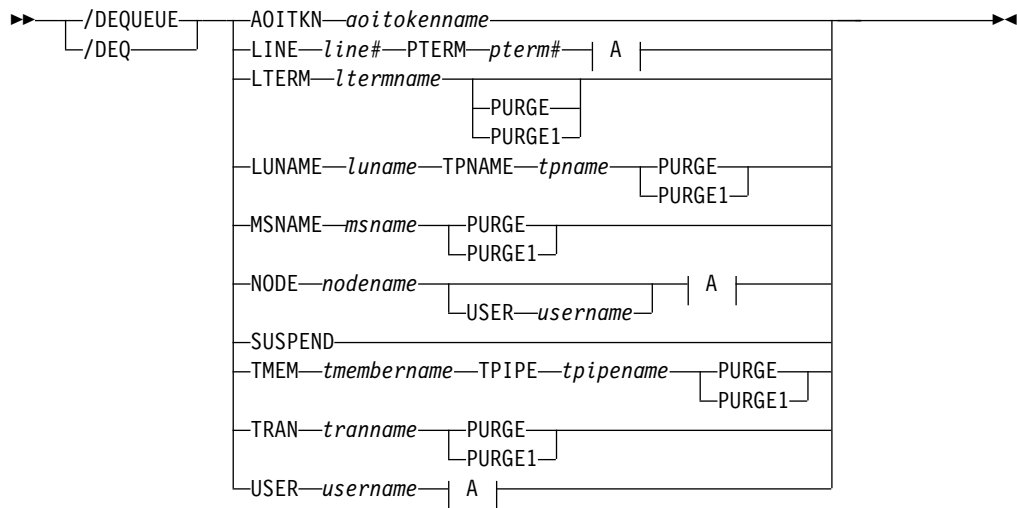 /DEQUEUE AOITKN aoitokenname
/DEQ LINE line# PTERM pterm# A
LTERM ltermname
PURGE
PURGE1
LUNAME luname TPNAME tpname PURGE
PURGE1
MSNAME msname PURGE
PURGE1
NODE nodename A
USER username
SUSPEND
TMEM tmembername TPIPE tpipename PURGE
PURGE1
TRAN tranname PURGE
PURGE1
USER username A